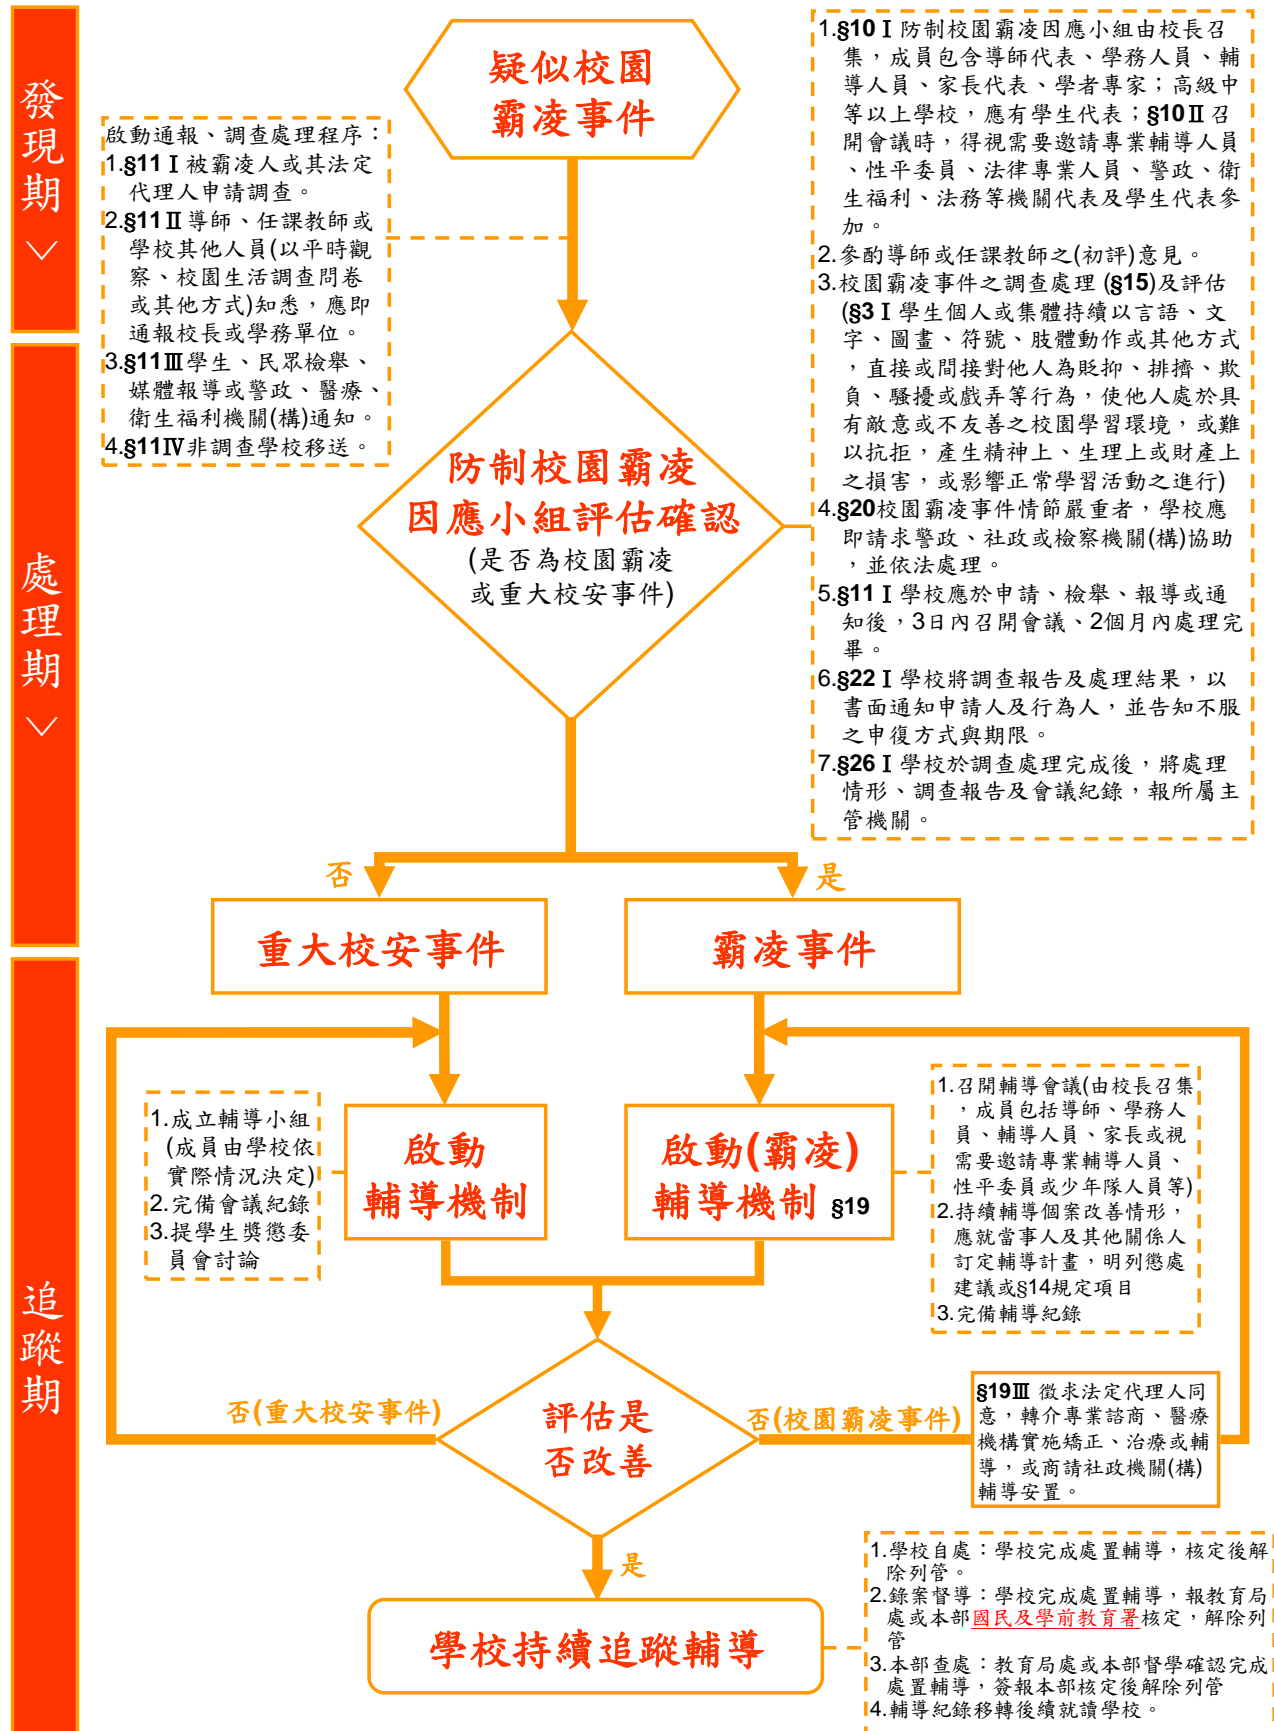 發現期
疑似校園
霸凌事件
啟動通報、調查處理程序：
1.§11Ⅰ被霸凌人或其法定
代理人申請調查。
2.§11Ⅱ導師、任課教師或
學校其他人員(以平時觀
察、校園生活調查問卷
或其他方式)知悉，應即
通報校長或學務單位。
3.§11Ⅲ學生、民眾檢舉、
媒體報導或警政、醫療、
衛生福利機關(構)通知。
4.§11Ⅳ非調查學校移送。
1.§10Ⅰ防制校園霸凌因應小組由校長召
集，成員包含導師代表、學務人員、輔
導人員、家長代表、學者專家；高級中
等以上學校，應有學生代表；§10Ⅱ召
開會議時，得視需要邀請專業輔導人員
、性平委員、法律專業人員、警政、衛
生福利、法務等機關代表及學生代表參
加。
2.參酌導師或任課教師之(初評)意見。
3.校園霸凌事件之調查處理 (§15)及評估
(§3Ⅰ學生個人或集體持續以言語、文
字、圖畫、符號、肢體動作或其他方式
，直接或間接對他人為貶抑、排擠、欺
負、騷擾或戲弄等行為，使他人處於具
有敵意或不友善之校園學習環境，或難
以抗拒，產生精神上、生理上或財產上
之損害，或影響正常學習活動之進行)
4.§20校園霸凌事件情節嚴重者，學校應
即請求警政、社政或檢察機關(構)協助
，並依法處理。
5.§11Ⅰ學校應於申請、檢舉、報導或通
知後，3日內召開會議、2個月內處理完
畢。
6.§22Ⅰ學校將調查報告及處理結果，以
書面通知申請人及行為人，並告知不服
之申復方式與期限。
7.§26Ⅰ學校於調查處理完成後，將處理
情形、調查報告及會議紀錄，報所屬主
管機關。
處理期
防制校園霸凌
因應小組評估確認
(是否為校園霸凌
或重大校安事件)
否
是
重大校安事件
霸凌事件
追蹤期
1.成立輔導小組
(成員由學校依
實際情況決定)
2.完備會議紀錄
3.提學生獎懲委
員會討論
啟動
輔導機制
啟動(霸凌)
輔導機制 §19
1.召開輔導會議(由校長召集
，成員包括導師、學務人
員、輔導人員、家長或視
需要邀請專業輔導人員、
性平委員或少年隊人員等)
2.持續輔導個案改善情形，
應就當事人及其他關係人
訂定輔導計畫，明列懲處
建議或§14規定項目
3.完備輔導紀錄
否(重大校安事件)
評估是
否改善
否(校園霸凌事件)
§19Ⅲ 徵求法定代理人同
意，轉介專業諮商、醫療
機構實施矯正、治療或輔
導，或商請社政機關(構)
輔導安置。
是
學校持續追蹤輔導
1.學校自處：學校完成處置輔導，核定後解
除列管。
2.錄案督導：學校完成處置輔導，報教育局
處或本部國民及學前教育署核定，解除列
管
3.本部查處：教育局處或本部督學確認完成
處置輔導，簽報本部核定後解除列管
4.輔導紀錄移轉後續就讀學校。